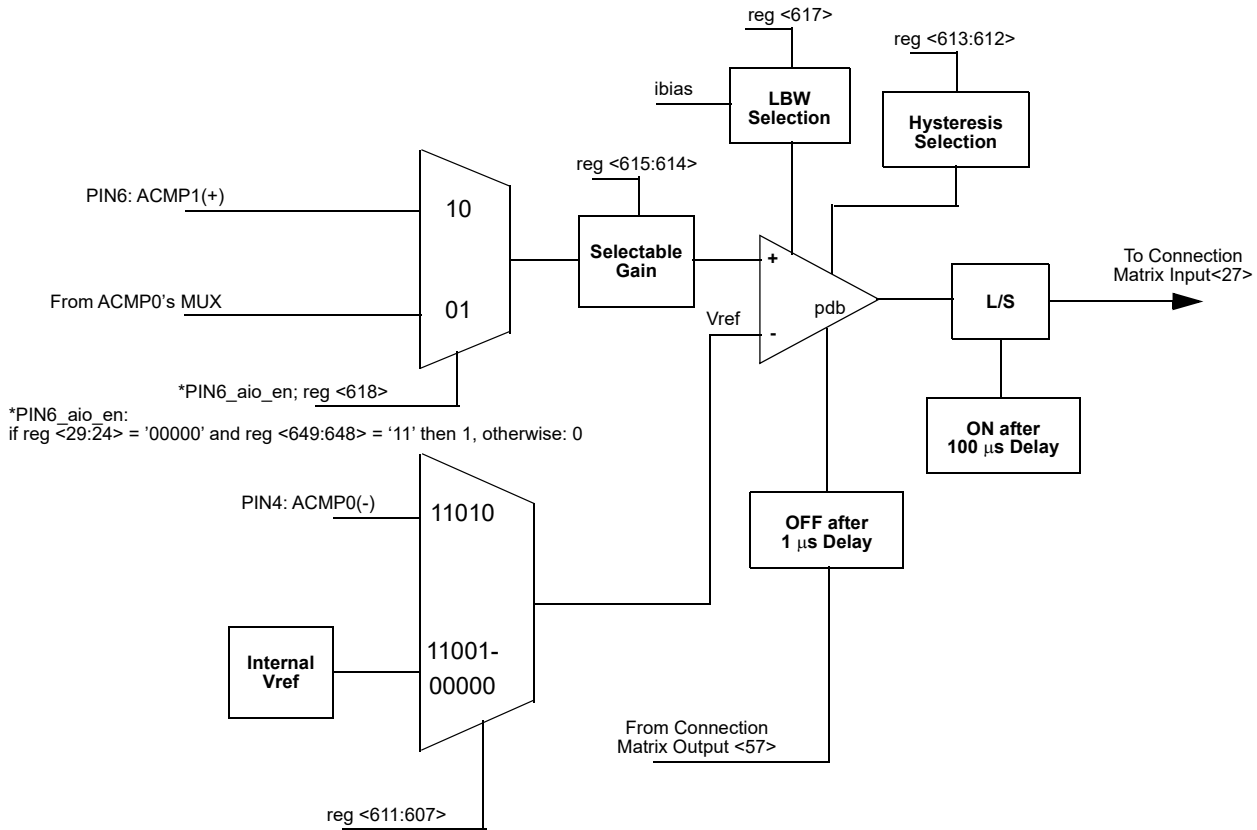 reg <617>
reg <613:612>
ibias
LBW
Selection
Hysteresis
Selection
reg <615:614>
PIN6: ACMP1(+)
10
Selectable
Gain
+
To Connection
Matrix Input<27>
From ACMP0's MUX
01
Vref
pdb
-
L/S
*PIN6_aio_en; reg <618>
*PIN6_aio_en:
if reg <29:24> = '00000' and reg <649:648> = '11' then 1, otherwise: 0
ON after
100 μs Delay
PIN4: ACMP0(-)
11010
OFF after
1 μs Delay
Internal
Vref
11001-
00000
From Connection
Matrix Output <57>
reg <611:607>